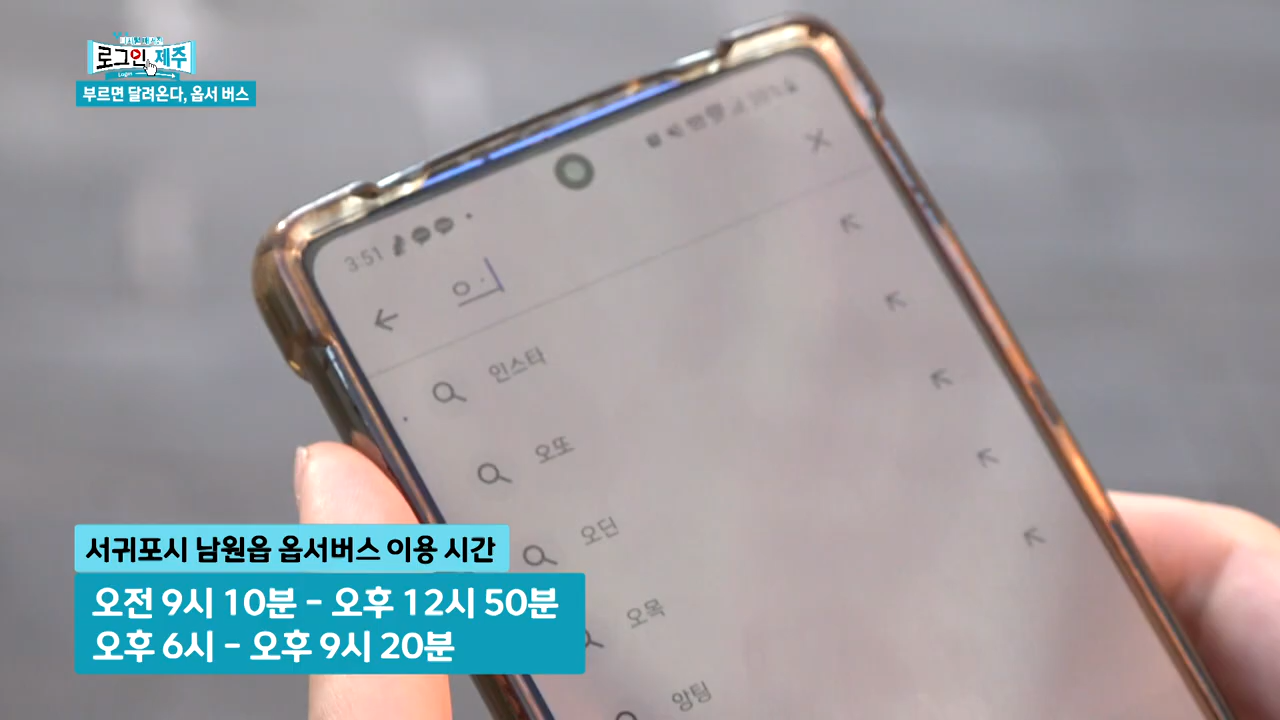 로그인 제주
Login
부르면 달려온다, 옵서 버스
3:51
ㅇㆍ
인스타
오또
오딘
오목
앙팅
서귀포시 남원읍 옵서버스 이용 시간
오전 9시 10분 - 오후 12시 50분
오후 6시 - 오후 9시 20분